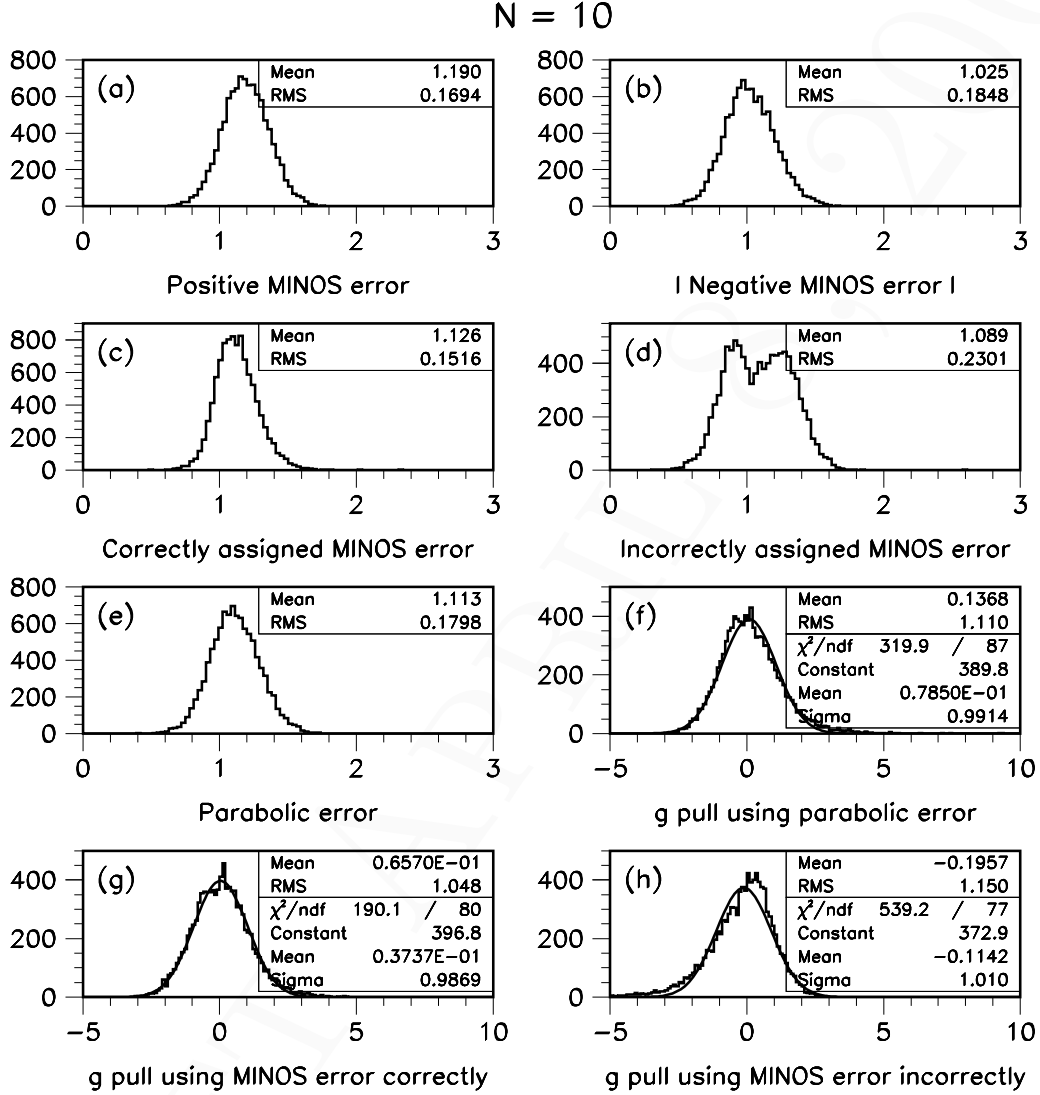 N = 10
(a)
Mean 1.190
RMS 0.1694
800
600
400
200
0
0 1 2 3
Positive MINOS error
(b)
Mean 1.025
RMS 0.1848
800
600
400
200
0
0 1 2 3
| Negative MINOS error |
(c)
Mean 1.126
RMS 0.1516
800
600
400
200
0
0 1 2 3
Correctly assigned MINOS error
(d)
Mean 1.089
RMS 0.2301
400
200
0
0 1 2 3
Incorrectly assigned MINOS error
(e)
Mean 1.113
RMS 0.1798
800
600
400
200
0
0 1 2 3
Parabolic error
(f)
Mean 0.1368
RMS 1.110
χ²/ndf 319.9 / 87
Constant 389.8
Mean 0.7850E-01
Sigma 0.9914
400
200
0
-5 0 5 10
g pull using parabolic error
(g)
Mean 0.6570E-01
RMS 1.048
χ²/ndf 190.1 / 80
Constant 396.8
Mean 0.3737E-01
Sigma 0.9869
400
200
0
-5 0 5 10
g pull using MINOS error correctly
(h)
Mean -0.1957
RMS 1.150
χ²/ndf 539.2 / 77
Constant 372.9
Mean -0.1142
Sigma 1.010
400
200
0
-5 0 5 10
g pull using MINOS error incorrectly